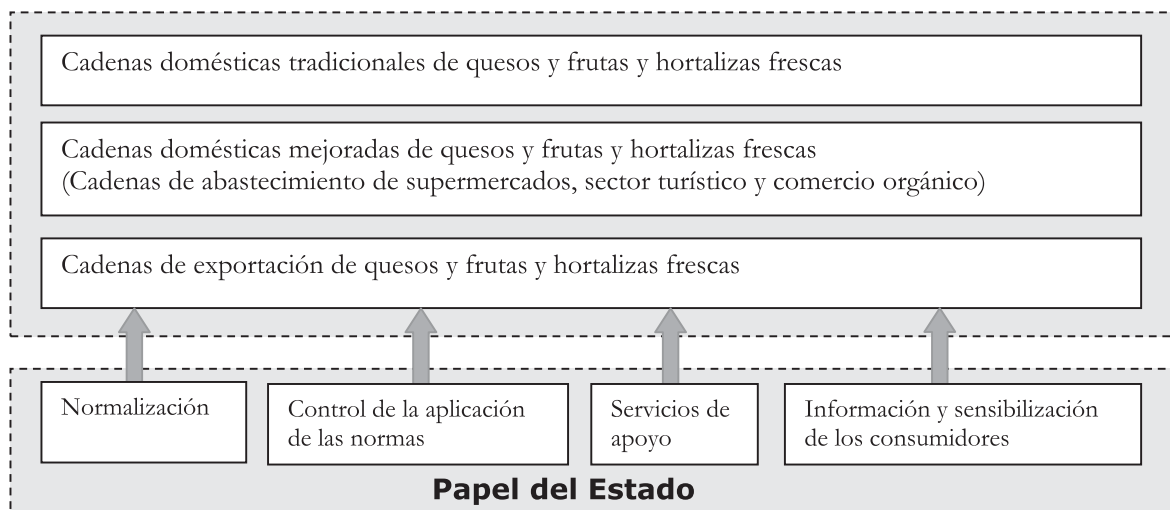 Cadenas domésticas tradicionales de quesos y frutas y hortalizas frescas
Cadenas domésticas mejoradas de quesos y frutas y hortalizas frescas
(Cadenas de abastecimiento de supermercados, sector turístico y comercio orgánico)
Cadenas de exportación de quesos y frutas y hortalizas frescas
Normalización
Control de la aplicación
de las normas
Servicios de
apoyo
Información y sensibilización
de los consumidores
Papel del Estado